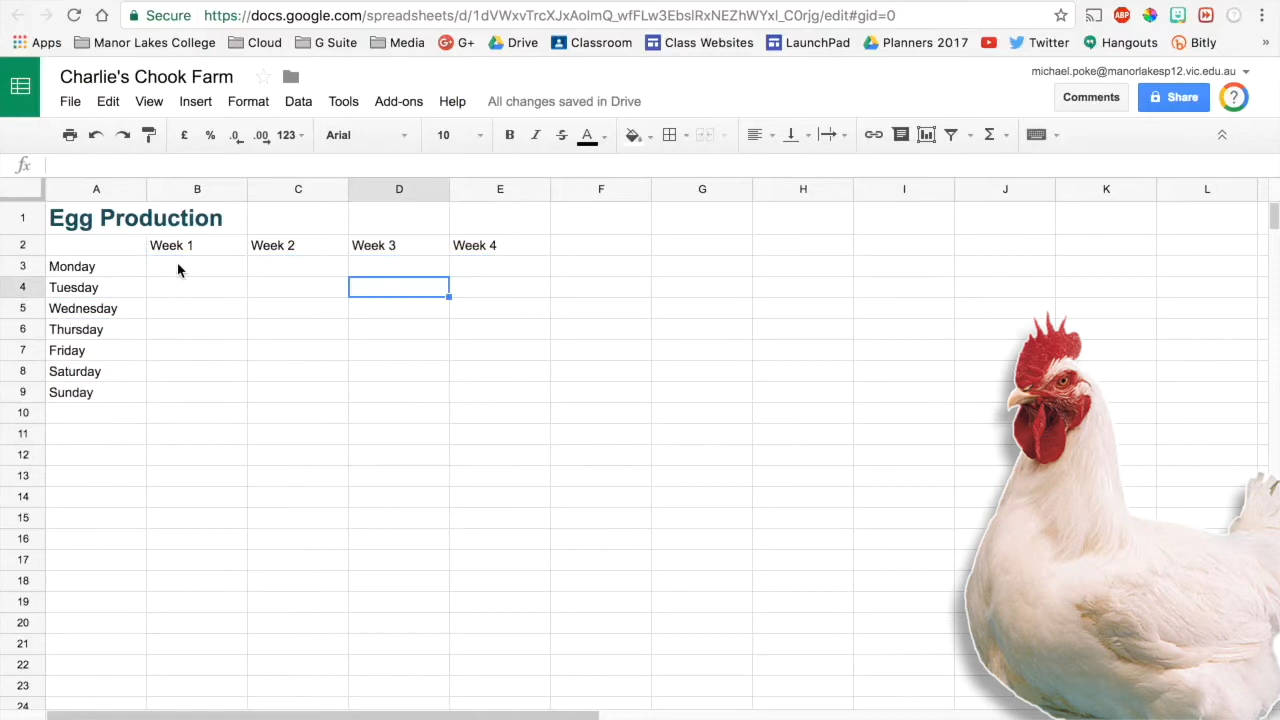 Secure https://docs.google.com/spreadsheets/d/1dVWxvTrcXJxAoImQ_wfFLw3EbslRxNEZhWYxl_C0rjg/edit#gid=0 ABP
Apps Manor Lakes College Cloud G Suite Media G+ G+ Drive Classroom Class Websites LaunchPad Planners 2017 Twitter Hangouts Bitly »
Charlie's Chook Farm
michael.poke@manorlakesp12.vic.edu.au
File Edit View Insert Format Data Tools Add-ons Help All changes saved in Drive
Comments Share ?
£ % .0 .00 123 Arial 10 B I S A Σ
fx
A B C D E F G H I J K L
1 Egg Production
2 Week 1 Week 2 Week 3 Week 4
3 Monday
4 Tuesday
5 Wednesday
6 Thursday
7 Friday
8 Saturday
9 Sunday
10
11
12
13
14
15
16
17
18
19
20
21
22
23
24